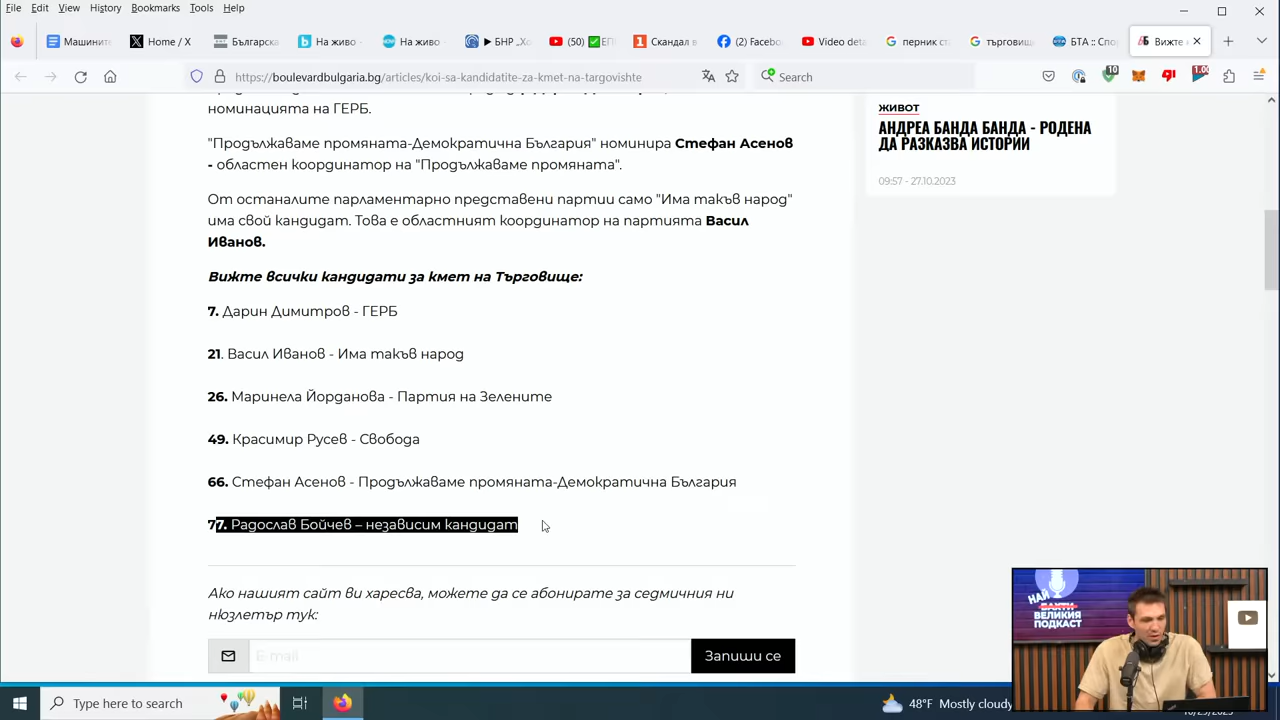 File Edit View History Bookmarks Tools Help
Машините
Home / X
Българска
На живо
На живо
БНР „Хо
(50) ✅ЕП
Скандал в
(2) Facebo
Video deta
перник ст
търговищ
БТА :: Спо
Вижте к
https://boulevardbulgaria.bg/articles/koi-sa-kandidatite-za-kmet-na-targovishte
Search
10
1.00
номинацията на ГЕРБ.
"Продължаваме промяната-Демократична България" номинира Стефан Асенов
- областен координатор на "Продължаваме промяната".
От останалите парламентарно представени партии само "Има такъв народ"
има свой кандидат. Това е областният координатор на партията Васил
Иванов.
Вижте всички кандидати за кмет на Търговище:
7. Дарин Димитров - ГЕРБ
21. Васил Иванов - Има такъв народ
26. Маринела Йорданова - Партия на Зелените
49. Красимир Русев - Свобода
66. Стефан Асенов - Продължаваме промяната-Демократична България
77. Радослав Бойчев – независим кандидат
Ако нашият сайт ви харесва, можете да се абонирате за седмичния ни
нюзлетър тук:
E-mail
Запиши се
ЖИВОТ
АНДРЕА БАНДА БАНДА - РОДЕНА
ДА РАЗКАЗВА ИСТОРИИ
09:57 - 27.10.2023
НАЙ
БАХТИ
ВЕЛИКИЯ
ПОДКАСТ
Type here to search
48°F Mostly cloudy